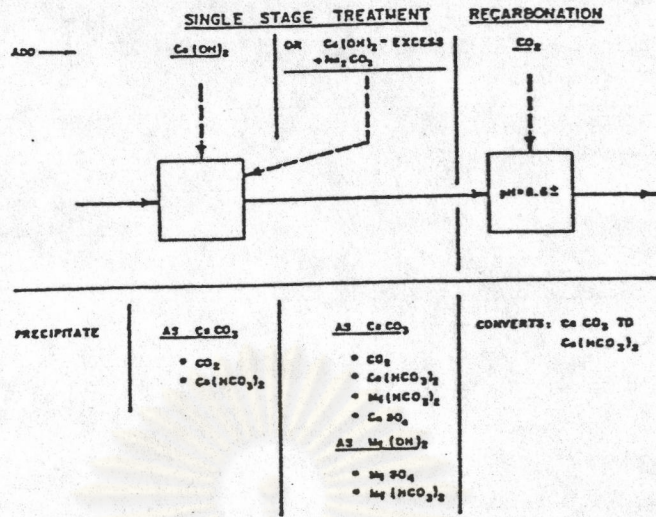 SINGLE STAGE TREATMENT
RECARBONATION
ADD
Ca(OH)2
OR Ca(OH)2 - EXCESS
+ Na2CO3
CO2
pH=8.6±
PRECIPITATE
AS CaCO3
• CO2
• Ca(HCO3)2
AS CaCO3
• CO2
• Ca(HCO3)2
• Mg(HCO3)2
• CaSO4
AS Mg(OH)2
• MgSO4
• Mg(HCO3)2
CONVERTS: CaCO3 TO
Ca(HCO3)2